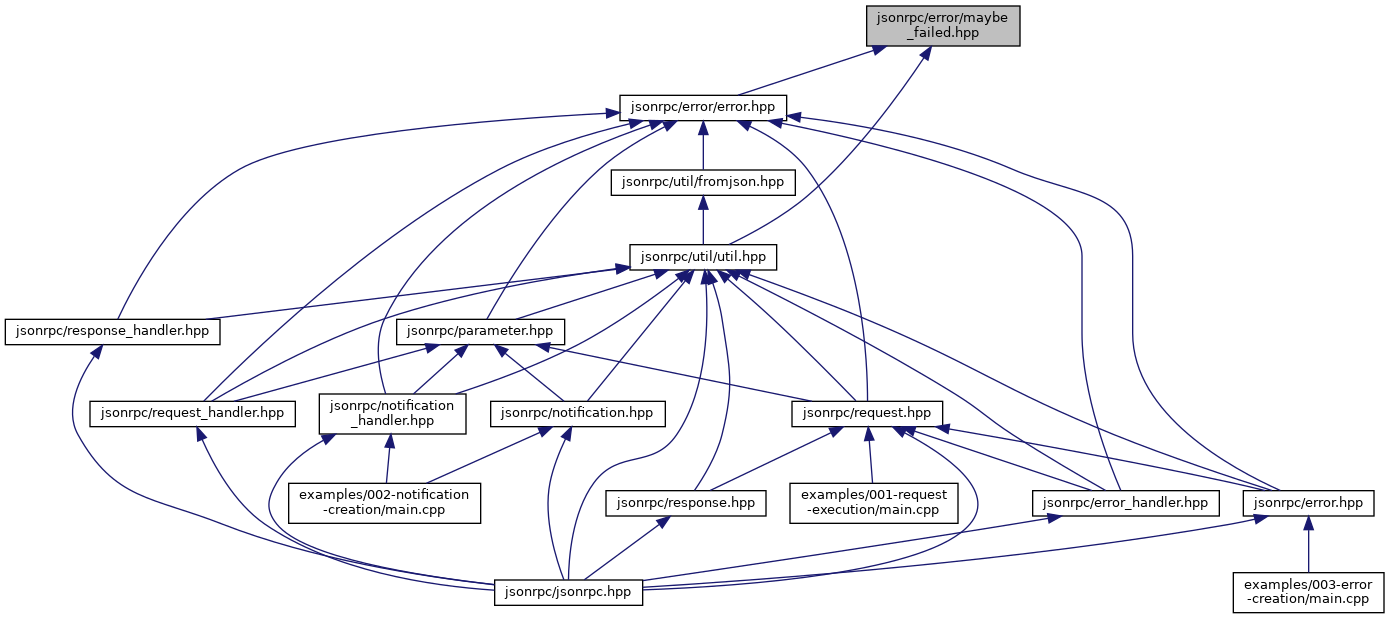 jsonrpc/error/maybe
_failed.hpp
jsonrpc/error/error.hpp
jsonrpc/util/fromjson.hpp
jsonrpc/util/util.hpp
jsonrpc/response_handler.hpp
jsonrpc/parameter.hpp
jsonrpc/request_handler.hpp
jsonrpc/notification
_handler.hpp
jsonrpc/notification.hpp
jsonrpc/request.hpp
examples/002-notification
-creation/main.cpp
jsonrpc/response.hpp
examples/001-request
-execution/main.cpp
jsonrpc/error_handler.hpp
jsonrpc/error.hpp
jsonrpc/jsonrpc.hpp
examples/003-error
-creation/main.cpp